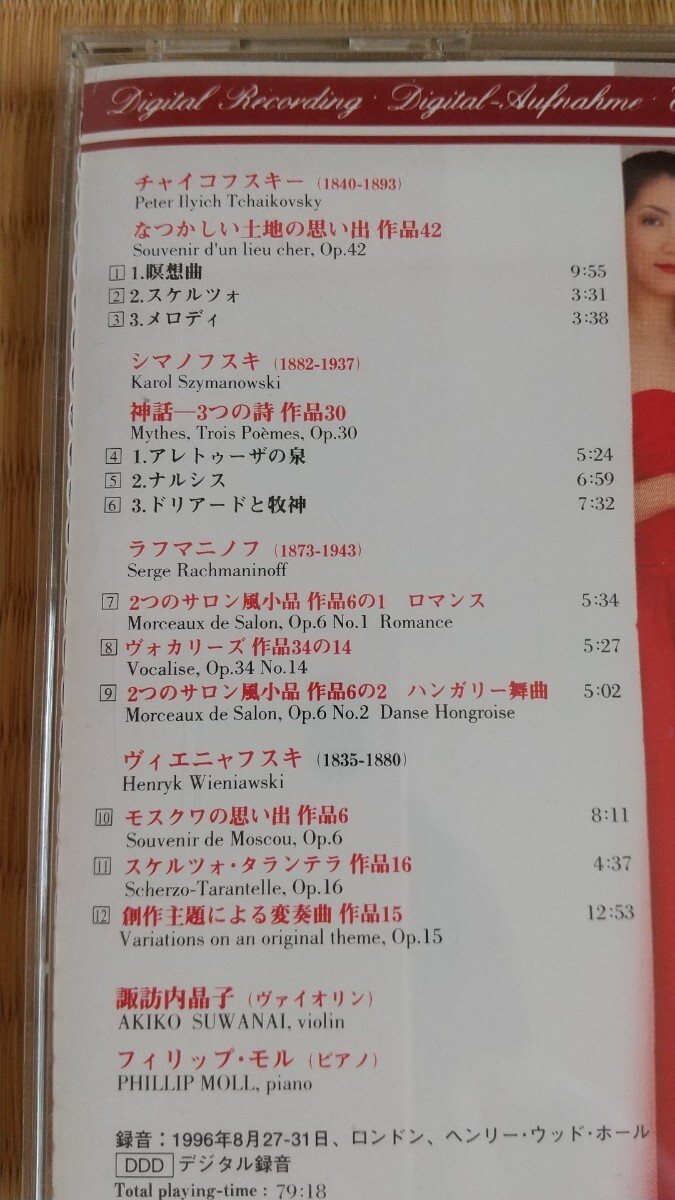 Digital Recording · Digital-Aufnahme ·
チャイコフスキー (1840-1893)
Peter Ilyich Tchaikovsky
なつかしい土地の思い出 作品42
Souvenir d'un lieu cher, Op.42
1 1.瞑想曲 9:55
2 2.スケルツォ 3:31
3 3.メロディ 3:38
シマノフスキ (1882-1937)
Karol Szymanowski
神話―3つの詩 作品30
Mythes, Trois Poèmes, Op.30
4 1.アレトゥーザの泉 5:24
5 2.ナルシス 6:59
6 3.ドリアードと牧神 7:32
ラフマニノフ (1873-1943)
Serge Rachmaninoff
7 2つのサロン風小品 作品6の1 ロマンス 5:34
Morceaux de Salon, Op.6 No.1 Romance
8 ヴォカリーズ 作品34の14 5:27
Vocalise, Op.34 No.14
9 2つのサロン風小品 作品6の2 ハンガリー舞曲 5:02
Morceaux de Salon, Op.6 No.2 Danse Hongroise
ヴィエニャフスキ (1835-1880)
Henryk Wieniawski
10 モスクワの思い出 作品6 8:11
Souvenir de Moscou, Op.6
11 スケルツォ・タランテラ 作品16 4:37
Scherzo-Tarantelle, Op.16
12 創作主題による変奏曲 作品15 12:53
Variations on an original theme, Op.15
諏訪内晶子 (ヴァイオリン)
AKIKO SUWANAI, violin
フィリップ・モル (ピアノ)
PHILLIP MOLL, piano
録音：1996年8月27-31日、ロンドン、ヘンリー・ウッド・ホール
DDD デジタル録音
Total playing-time : 79:18